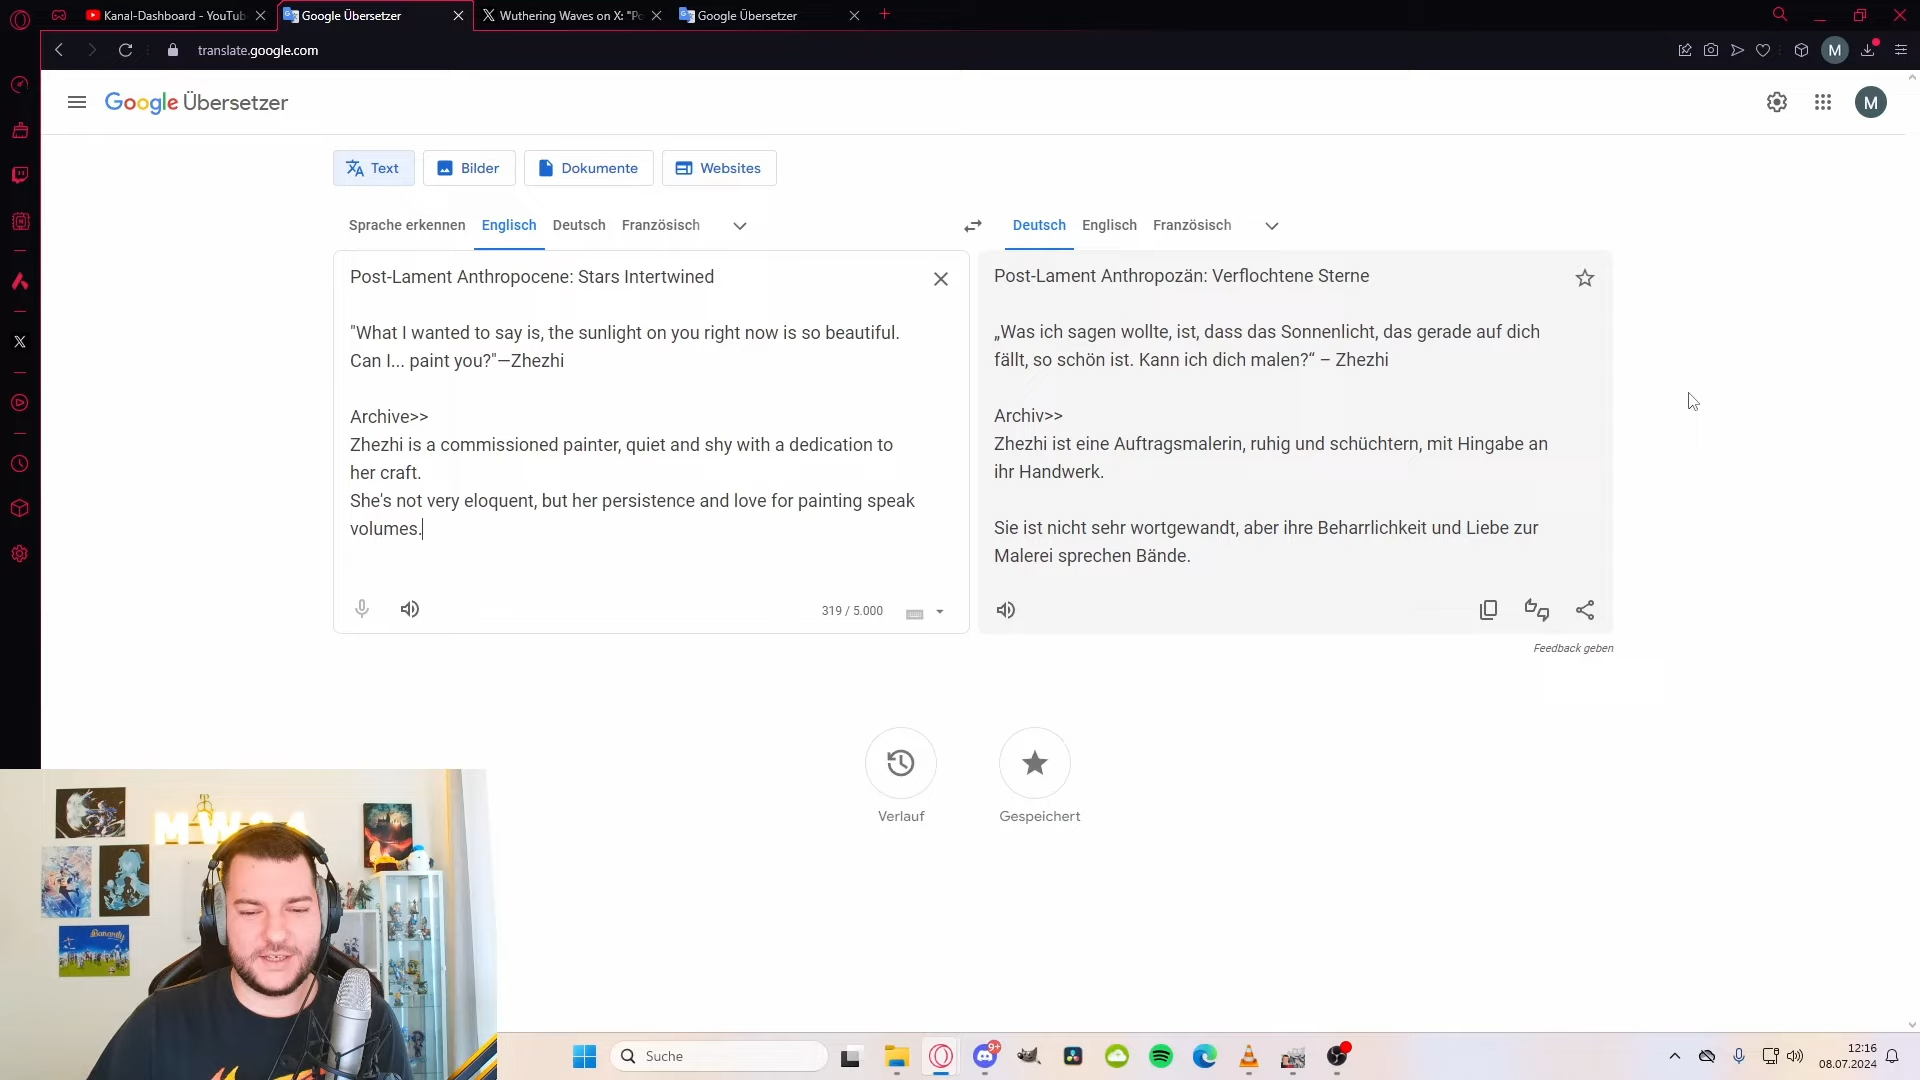 Kanal-Dashboard - YouTub
Google Übersetzer
Wuthering Waves on X: "Po
Google Übersetzer
translate.google.com
M
Google Übersetzer
M
Text
Bilder
Dokumente
Websites
Sprache erkennen
Englisch
Deutsch
Französisch
Deutsch
Englisch
Französisch
Post-Lament Anthropocene: Stars Intertwined
"What I wanted to say is, the sunlight on you right now is so beautiful.
Can I... paint you?"—Zhezhi
Archive>>
Zhezhi is a commissioned painter, quiet and shy with a dedication to
her craft.
She's not very eloquent, but her persistence and love for painting speak
volumes.
319 / 5.000
Post-Lament Anthropozän: Verflochtene Sterne
„Was ich sagen wollte, ist, dass das Sonnenlicht, das gerade auf dich
fällt, so schön ist. Kann ich dich malen?“ – Zhezhi
Archiv>>
Zhezhi ist eine Auftragsmalerin, ruhig und schüchtern, mit Hingabe an
ihr Handwerk.
Sie ist nicht sehr wortgewandt, aber ihre Beharrlichkeit und Liebe zur
Malerei sprechen Bände.
Feedback geben
Verlauf
Gespeichert
Suche
9+
12:16
08.07.2024